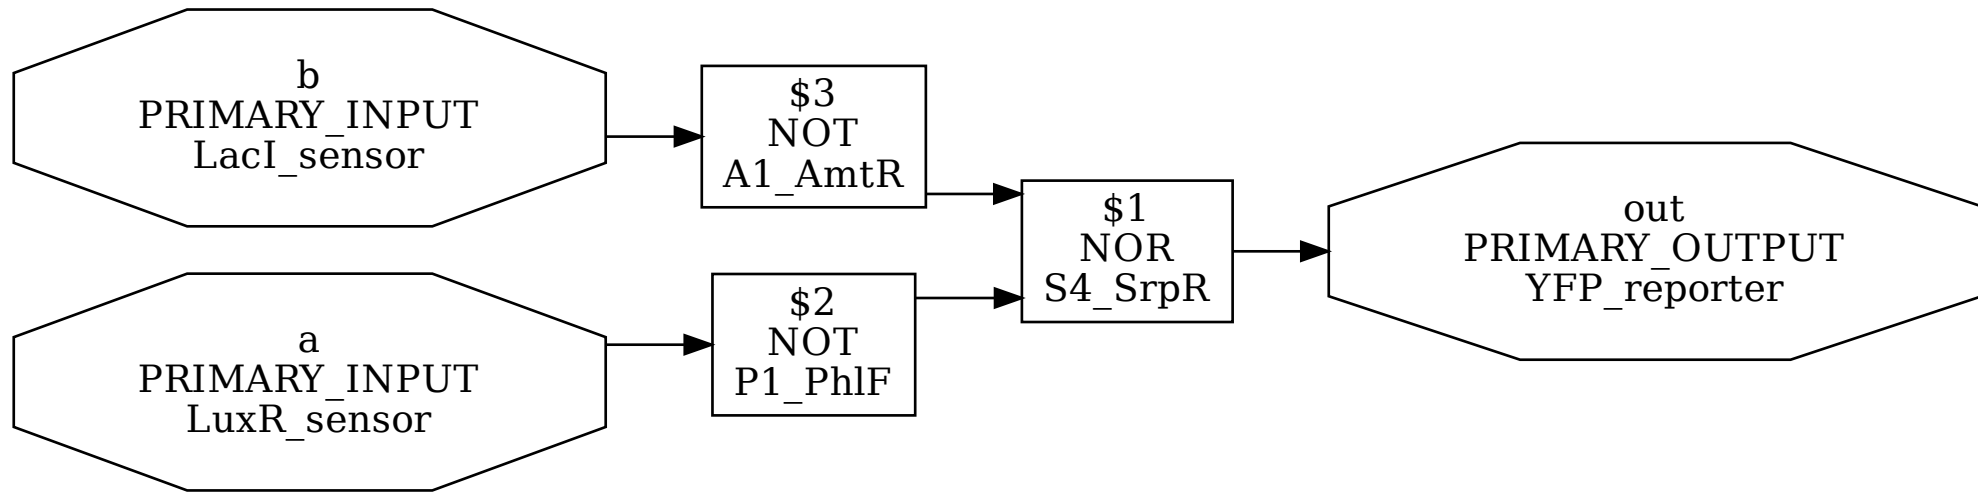 b
PRIMARY_INPUT
LacI_sensor
$3
NOT
A1_AmtR
a
PRIMARY_INPUT
LuxR_sensor
$2
NOT
P1_PhlF
$1
NOR
S4_SrpR
out
PRIMARY_OUTPUT
YFP_reporter